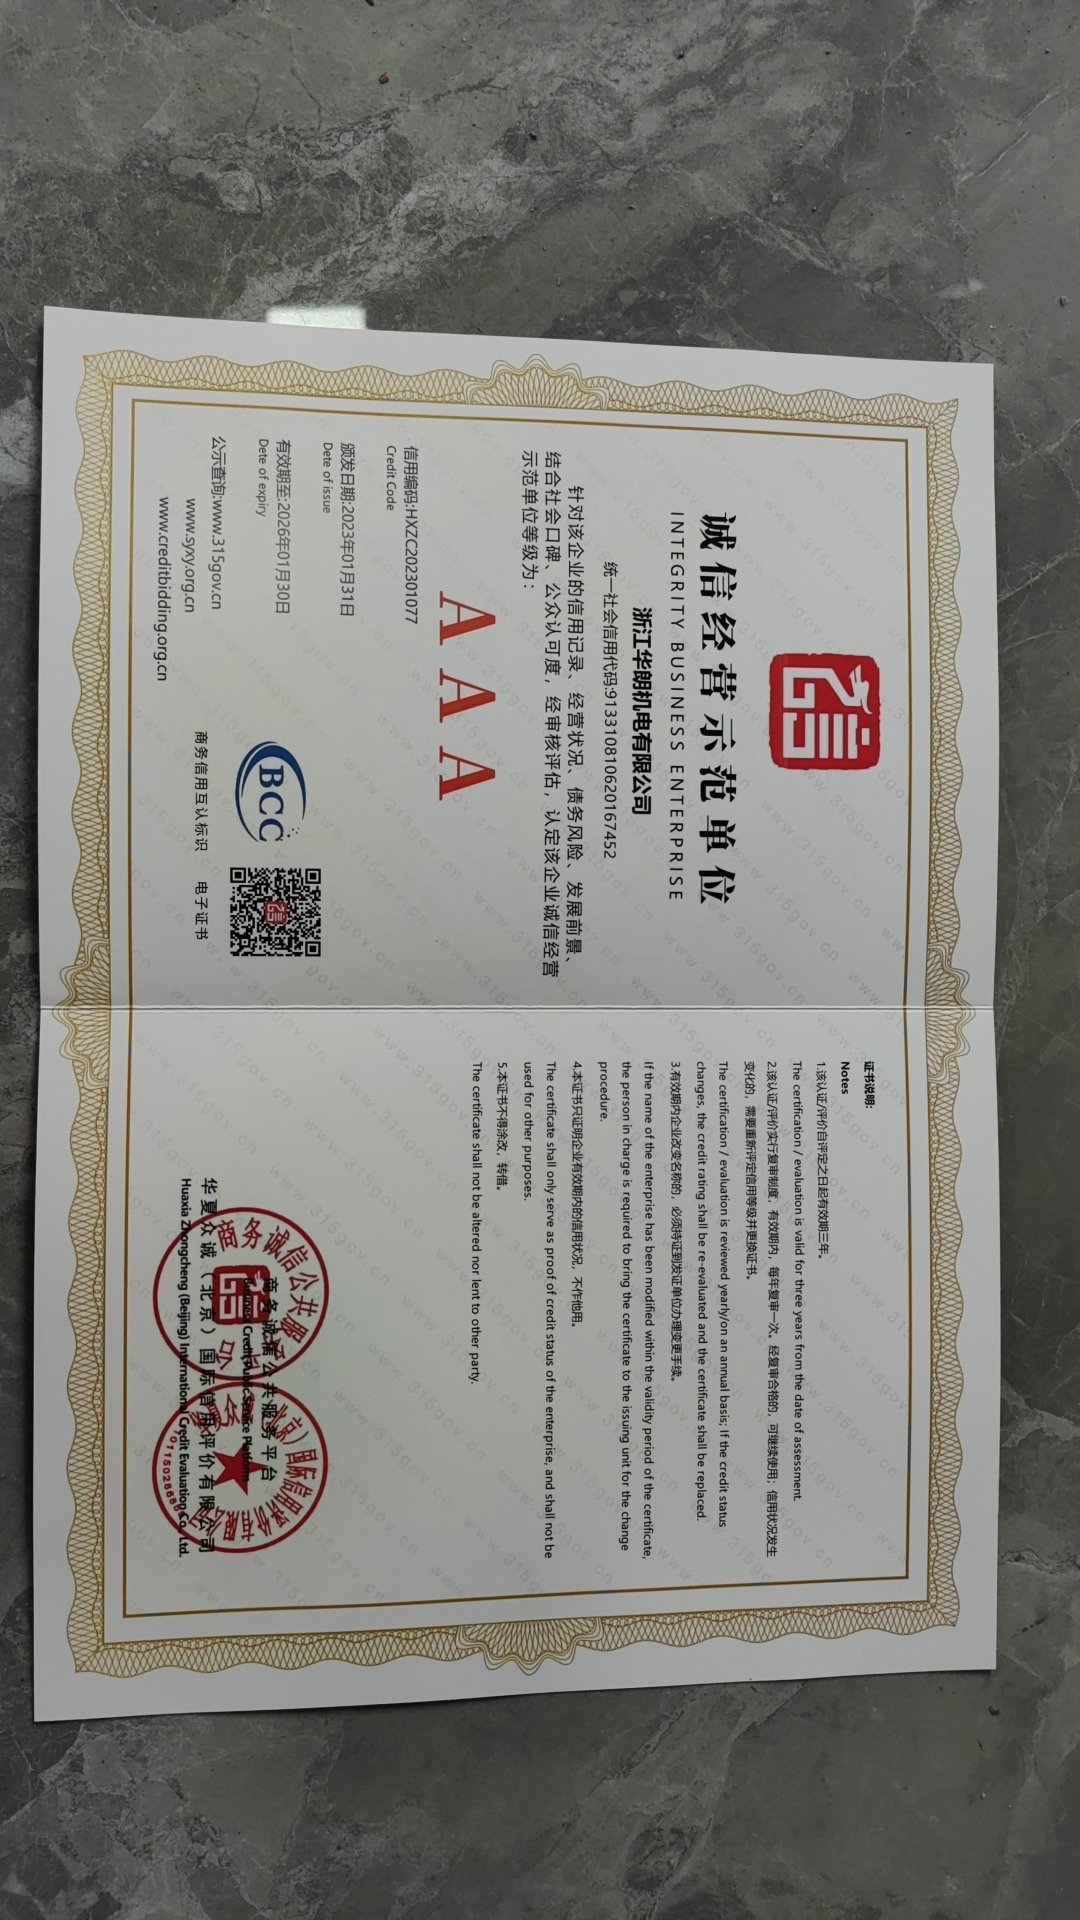 诚信经营示范单位
INTEGRITY BUSINESS ENTERPRISE
浙江华朗机电有限公司
统一社会信用代码:913310810620167452
针对该企业的信用记录、经营状况、债务风险、发展前景、
结合社会口碑、公众认可度，经审核评估，认定该企业诚信经营
示范单位等级为：
AAA
信用编码:HXZC202301077
Credit Code
颁发日期:2023年01月31日
Dete of issue
有效期至:2026年01月30日
Dete of expiry
公示查询:www.315gov.cn
www.syxy.org.cn
www.creditbidding.org.cn
BCC
商务信用互认标识
电子证书
证书说明:
Notes
1.该认证/评价自评定之日起有效期三年。
The certification / evaluation is valid for three years from the date of assessment.
2.该认证/评价实行复审制度，有效期内，每年复审一次。经复审合格的，可继续使用；信用状况发生
变化的，需要重新评定信用等级并更换证书。
The certification / evaluation is reviewed yearly/on an annual basis; If the credit status
changes, the credit rating shall be re-evaluated and the certificate shall be replaced.
3.有效期内企业改变名称的，必须持证到发证单位办理变更手续。
If the name of the enterprise has been modified within the validity period of the certificate,
the person in charge is required to bring the certificate to the issuing unit for the change
procedure.
4.本证书只证明企业有效期内的信用状况，不作他用。
The certificate shall only serve as proof of credit status of the enterprise, and shall not be
used for other purposes.
5.本证书不得涂改，转借。
The certificate shall not be altered nor lent to other party.
商务诚信公共服务平台
Business Credit Public Service Platform
华夏众诚（北京）国际信用评价有限公司
Huaxia Zhongcheng (Beijing) International Credit Evaluation Co.,Ltd.